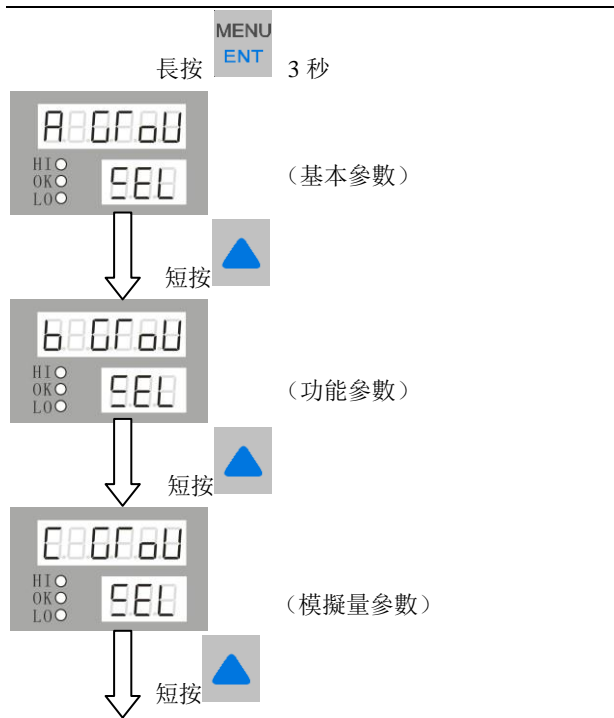 MENU
ENT
長按 3 秒
A GroU
HI
OK
LO
SEL
(基本參數)
短按
b GroU
HI
OK
LO
SEL
(功能參數)
短按
C GroU
HI
OK
LO
SEL
(模擬量參數)
短按